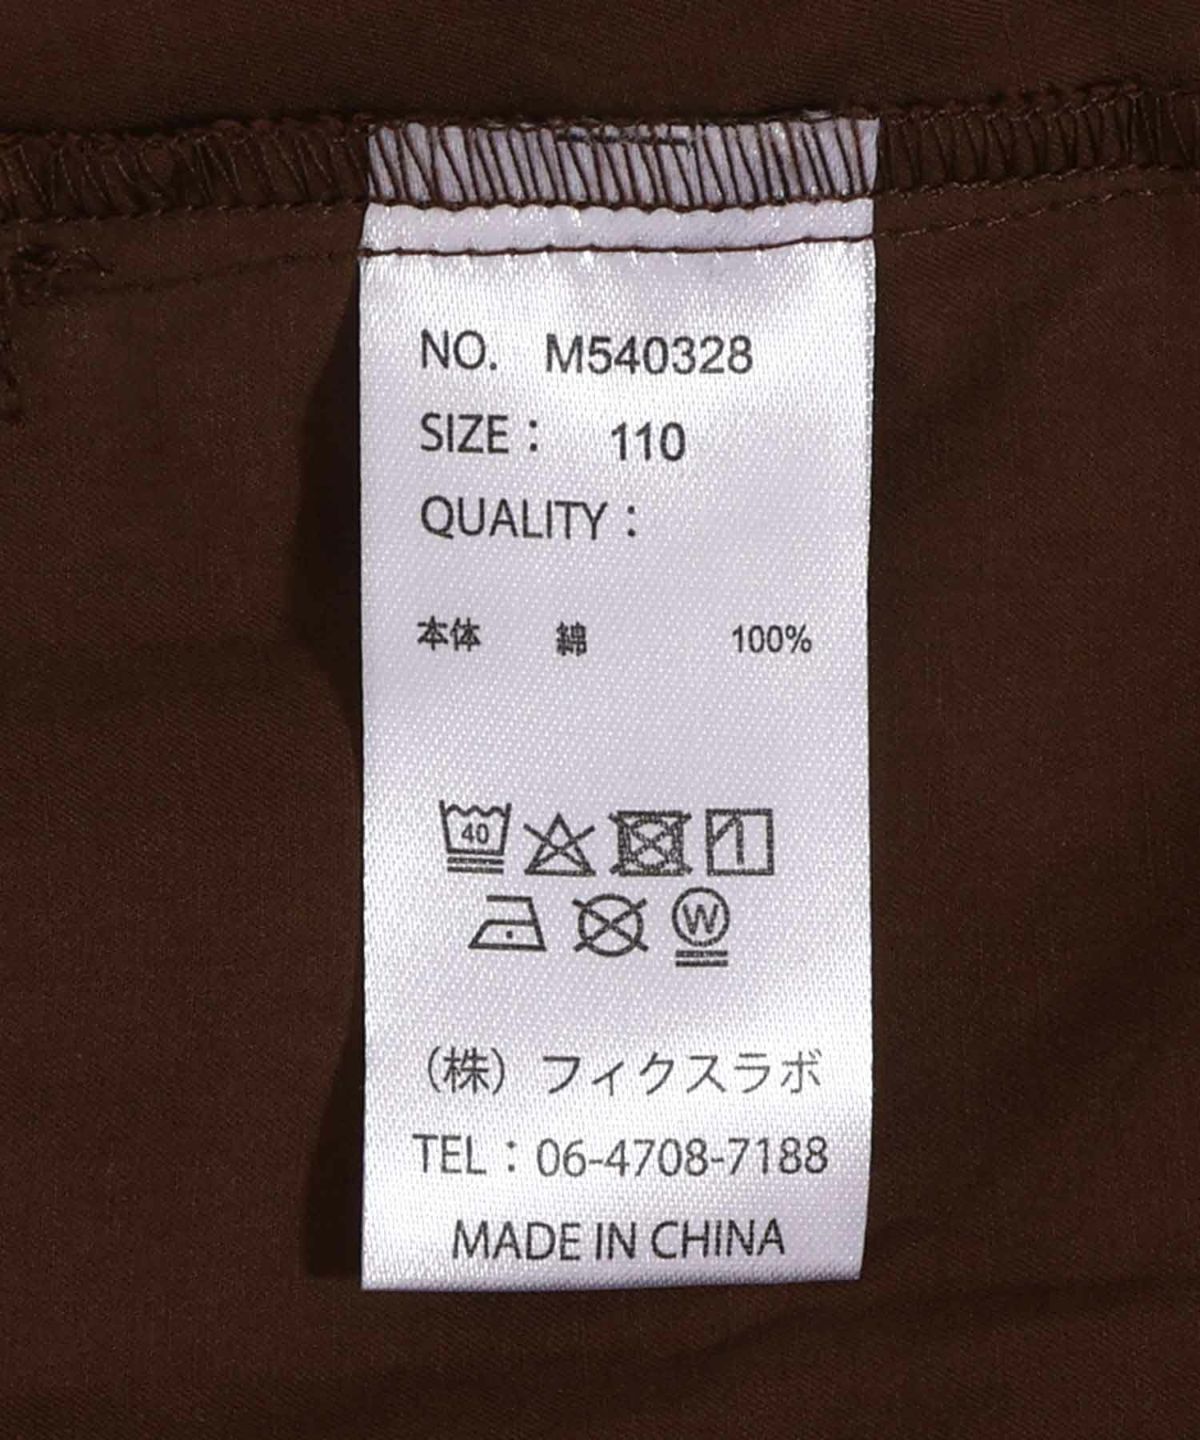 NO. M540328
SIZE : 110
QUALITY :
本体 綿 100%
40
W
（株）フィクスラボ
TEL : 06-4708-7188
MADE IN CHINA